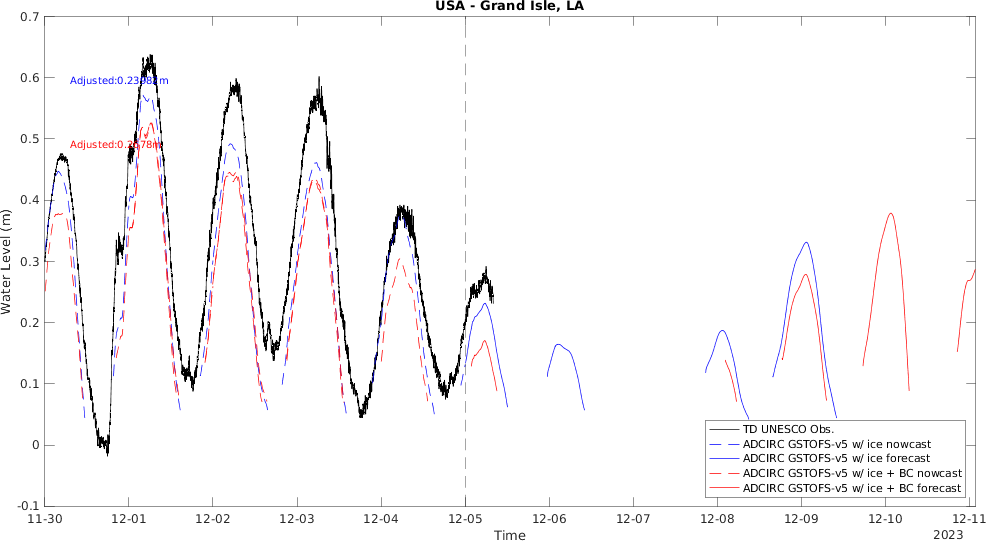 USA - Grand Isle, LA
0.7
0.6
0.5
0.4
0.3
0.2
0.1
0
-0.1
Water Level (m)
Adjusted:0.23982m
11-30
12-01
12-02
12-03
12-04
12-05
12-06
12-07
12-08
12-09
12-10
12-11
Time
2023
TD UNESCO Obs.
ADCIRC GSTOFS-v5 w/ ice nowcast
ADCIRC GSTOFS-v5 w/ ice forecast
ADCIRC GSTOFS-v5 w/ ice + BC nowcast
ADCIRC GSTOFS-v5 w/ ice + BC forecast